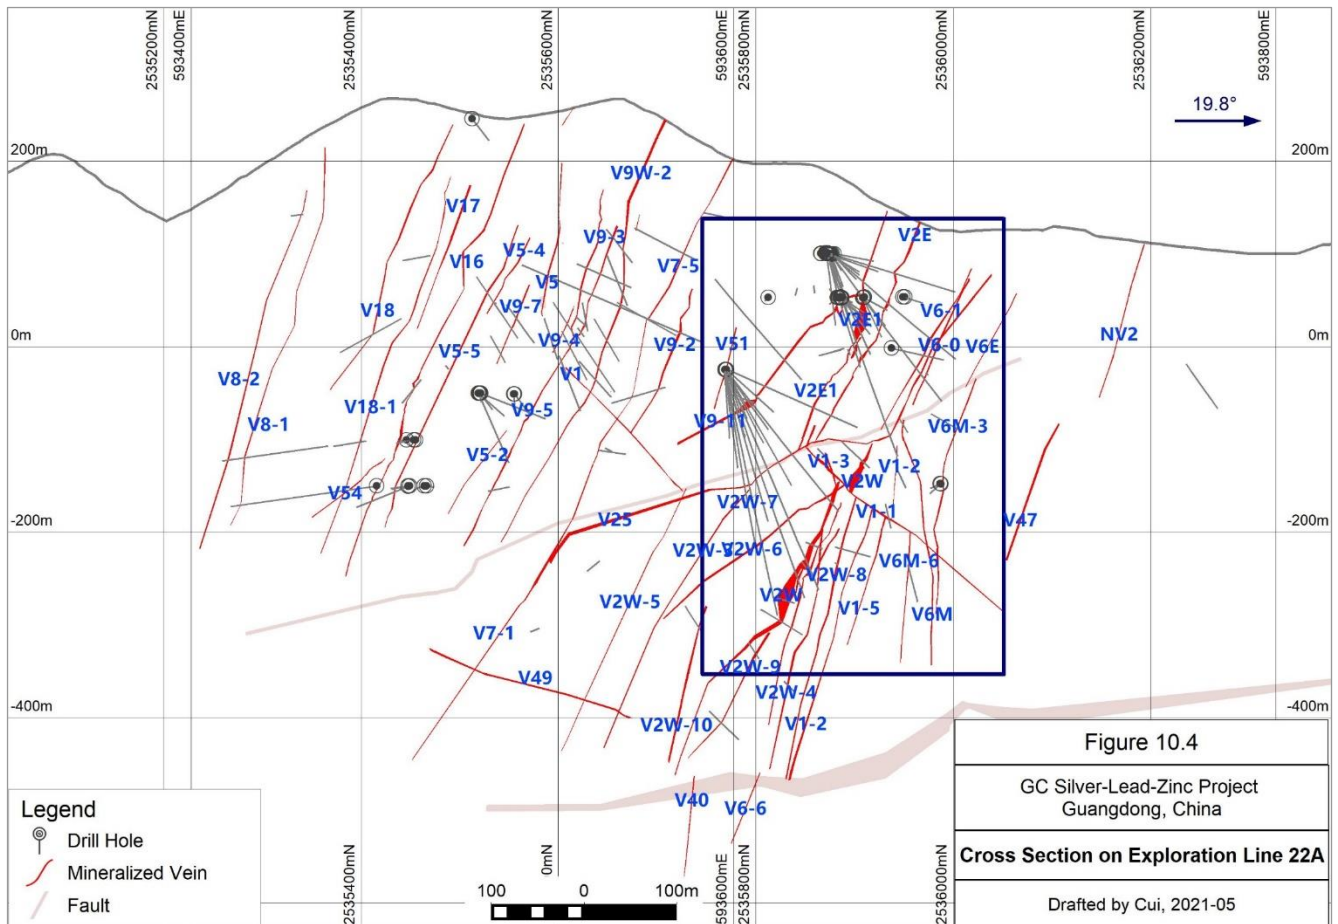 2535200mN
593400mE
2535400mN
2535600mN
593600mE
2535800mN
2536000mN
2536200mN
593800mE
19.8°
200m
200m
V9W-2
V17
V9-3
V2E
V5-4
V16
V7-5
V5
V9-7
V18
V6-1
V2E1
0m
0m
V9-4
V9-2
V51
V6-0
V6E
NV2
V5-5
V8-2
V1
V2E1
V18-1
V9-5
V8-1
V9-11
V6M-3
V5-2
V1-3
V1-2
V2W
V54
V2W-7
V1-1
V25
V47
-200m
-200m
V2W-3
V2W-6
V6M-6
V2W-8
V2W-5
V2W
V1-5
V6M
V7-1
V2W-9
V49
V2W-4
-400m
-400m
V2W-10
V1-2
V40
V6-6
2535400mN
0mN
593600mE
2535800mN
2536000mN
Legend
Drill Hole
Mineralized Vein
Fault
100 0 100m
Figure 10.4
GC Silver-Lead-Zinc Project
Guangdong, China
Cross Section on Exploration Line 22A
Drafted by Cui, 2021-05